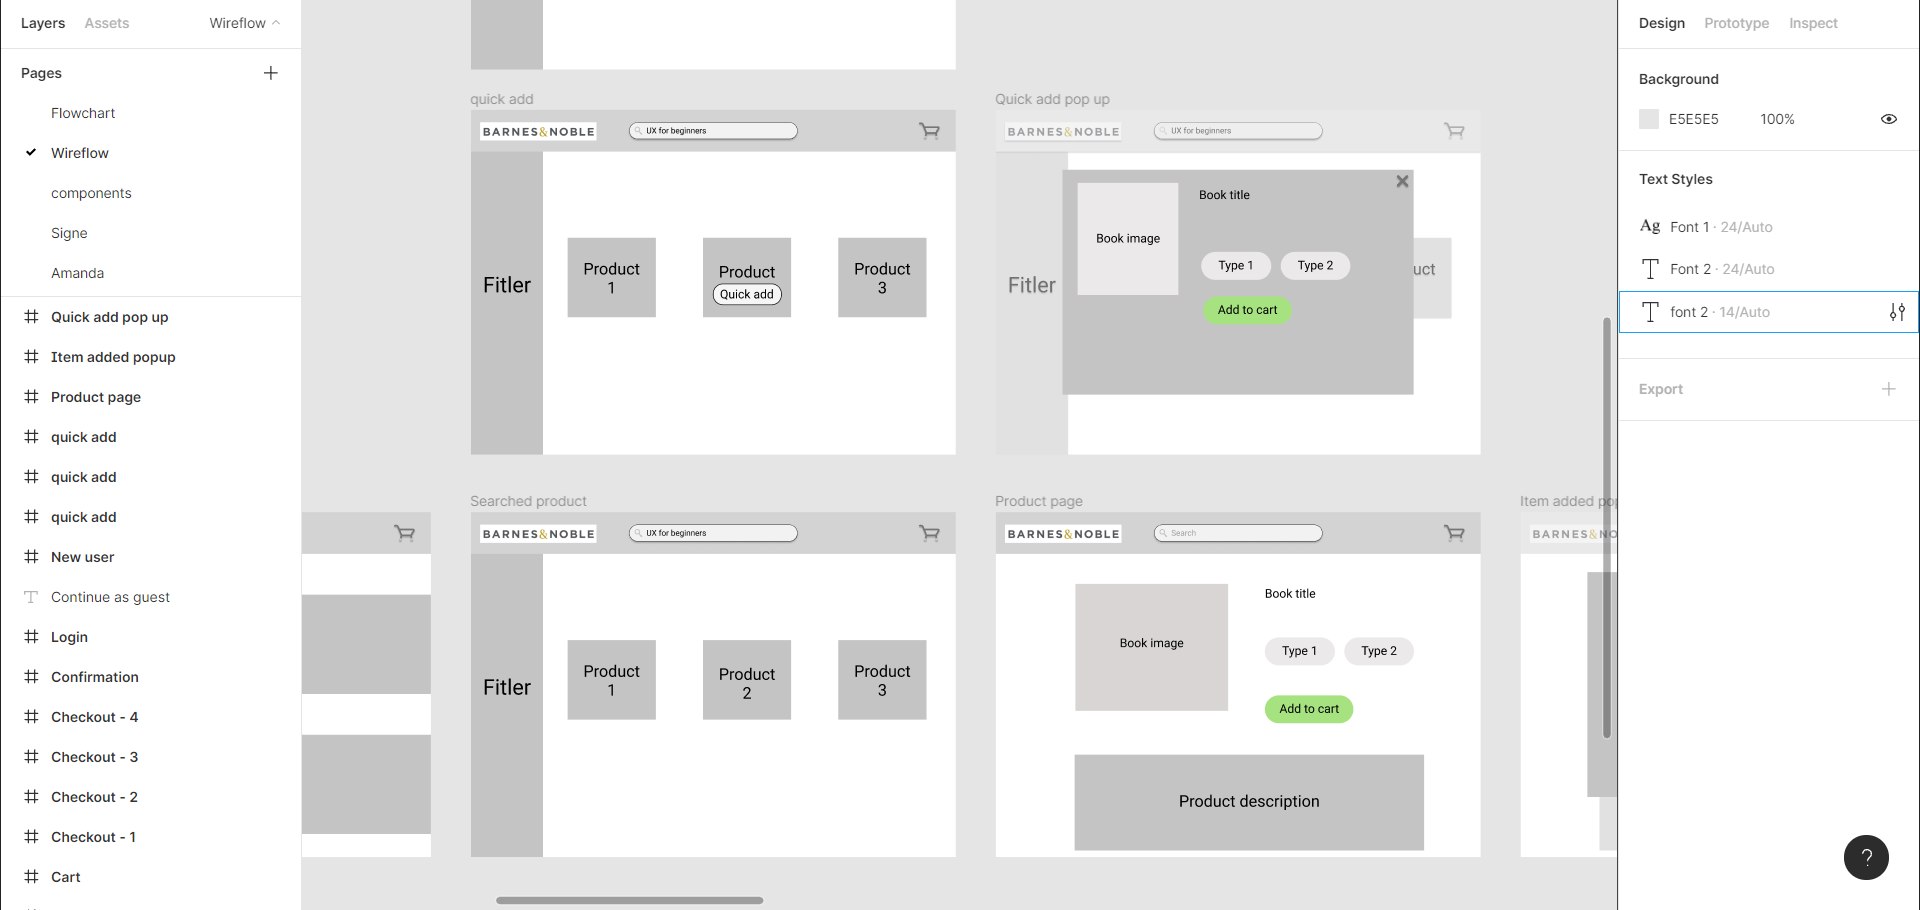 Layers
Assets
Wireflow
Pages
Flowchart
Wireflow
components
Signe
Amanda
Quick add pop up
Item added popup
Product page
quick add
quick add
quick add
New user
Continue as guest
Login
Confirmation
Checkout - 4
Checkout - 3
Checkout - 2
Checkout - 1
Cart
quick add
BARNES&NOBLE
UX for beginners
Fitler
Product
1
Product
Quick add
Product
3
Quick add pop up
BARNES&NOBLE
UX for beginners
Fitler
Book image
Book title
Type 1
Type 2
Add to cart
uct
Searched product
BARNES&NOBLE
UX for beginners
Fitler
Product
1
Product
2
Product
3
Product page
BARNES&NOBLE
Search
Book image
Book title
Type 1
Type 2
Add to cart
Product description
Item added pop
BARNES&NO
Design
Prototype
Inspect
Background
E5E5E5
100%
Text Styles
Ag Font 1 · 24/Auto
Font 2 · 24/Auto
font 2 · 14/Auto
Export
?